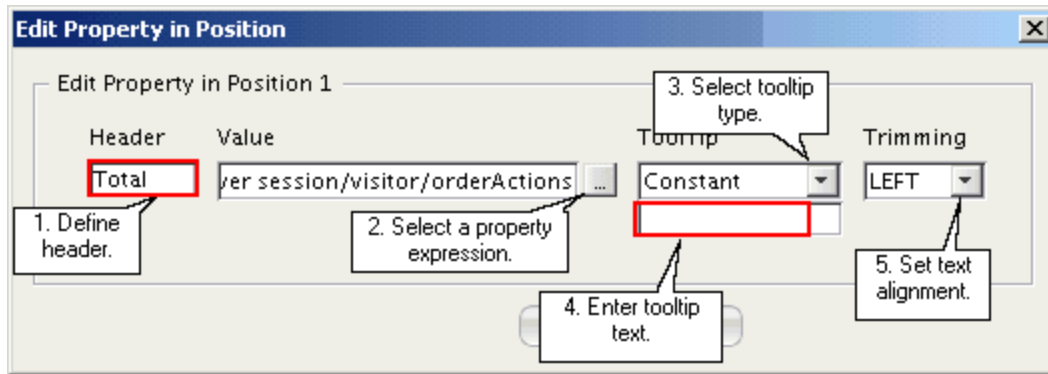 Edit Property in Position
Edit Property in Position 1
3. Select tooltip
type.
Header Value Tooltip Trimming
Total ver session/visitor/orderActions ... Constant LEFT
1. Define
header.
2. Select a property
expression.
5. Set text
alignment.
4. Enter tooltip
text.